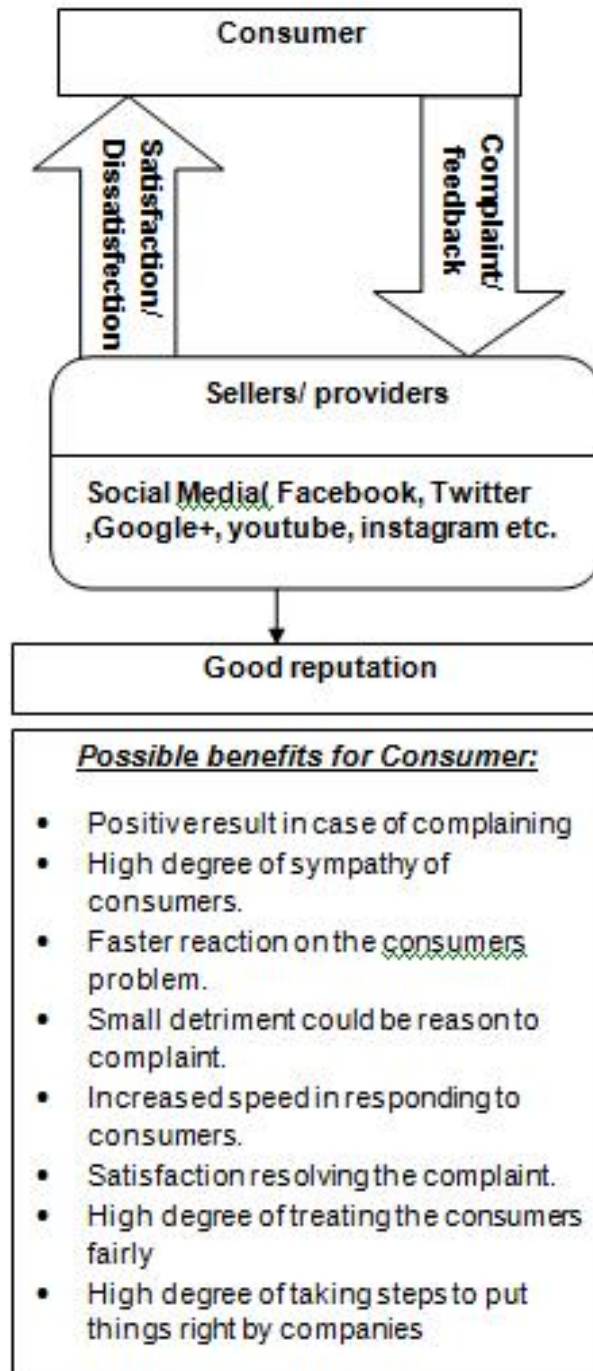 Consumer
Satisfaction/
Dissatisfection
Complaint/
feedback
Sellers/ providers
Social Media( Facebook, Twitter
,Google+, youtube, instagram etc.
Good reputation
Possible benefits for Consumer:
• Positive result in case of complaining
• High degree of sympathy of
consumers.
• Faster reaction on the consumers
problem.
• Small detriment could be reason to
complaint.
• Increased speed in responding to
consumers.
• Satisfaction resolving the complaint.
• High degree of treating the consumers
fairly
• High degree of taking steps to put
things right by companies